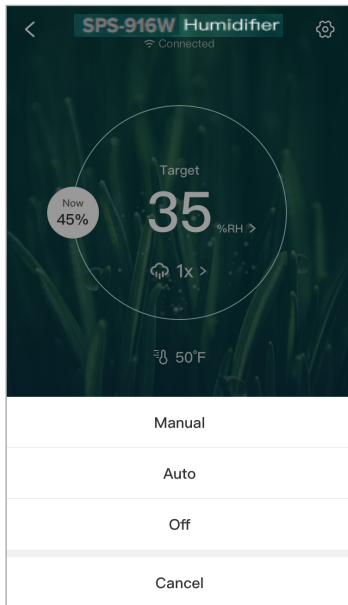 SPS-916W Humidifier
Connected
Target
Now
45%
35 %RH >
1x >
50°F
Manual
Auto
Off
Cancel